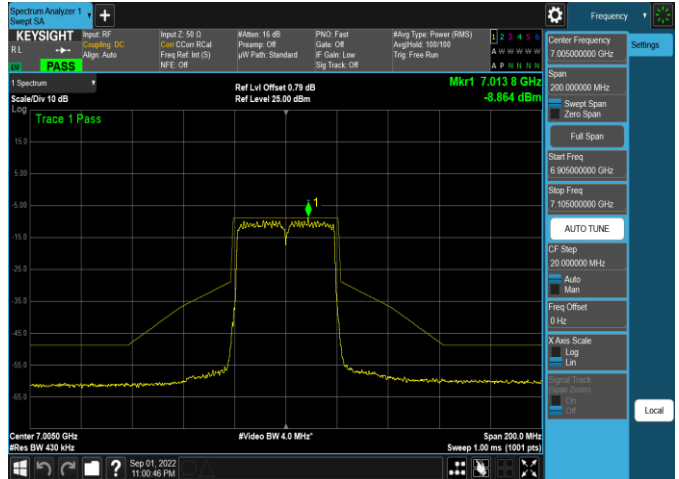 Spectrum Analyzer 1
Swept SA
Frequency
KEYSIGHT
RL
LXI
PASS
Input: RF
Coupling: DC
Align: Auto
Input Z: 50 Ω
Corr CCorr RCal
Freq Ref: Int (S)
NFE: Off
#Atten: 16 dB
Preamp: Off
µW Path: Standard
PNO: Fast
Gate: Off
IF Gain: Low
Sig Track: Off
#Avg Type: Power (RMS)
Avg|Hold: 100/100
Trig: Free Run
1 2 3 4 5 6
A W W W W W
A P N N N N
1 Spectrum
Scale/Div 10 dB
Log
Ref Lvl Offset 0.79 dB
Ref Level 25.00 dBm
Mkr1 7.013 8 GHz
-8.864 dBm
Trace 1 Pass
15.0
5.00
-5.00
-15.0
-25.0
-35.0
-45.0
-55.0
-65.0
1
Center 7.0050 GHz
#Res BW 430 kHz
#Video BW 4.0 MHz*
Span 200.0 MHz
Sweep 1.00 ms (1001 pts)
Sep 01, 2022
11:00:46 PM
Center Frequency
7.005000000 GHz
Settings
Span
200.000000 MHz
Swept Span
Zero Span
Full Span
Start Freq
6.905000000 GHz
Stop Freq
7.105000000 GHz
AUTO TUNE
CF Step
20.000000 MHz
Auto
Man
Freq Offset
0 Hz
X Axis Scale
Log
Lin
Signal Track
(Span Zoom)
On
Off
Local